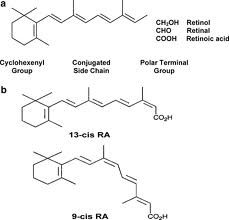 a
CH₂OH Retinol
CHO Retinal
COOH Retinoic acid
Cyclohexenyl Conjugated Polar Terminal
Group Side Chain Group
b
CO₂H
13-cis RA
CO₂H
9-cis RA